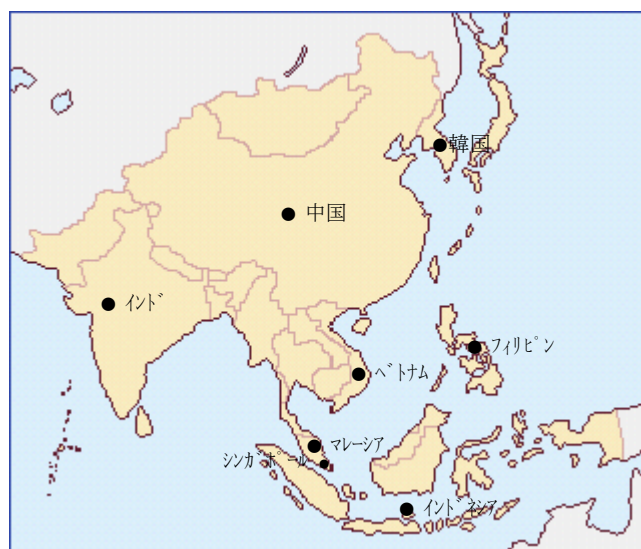 韓国
中国
インド
フィリピン
ベトナム
マレーシア
シンガポール
インドネシア